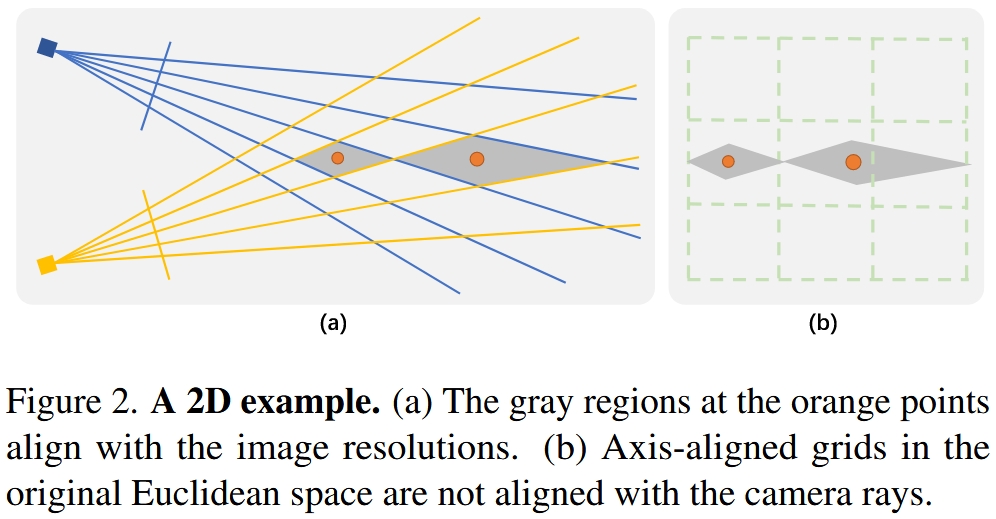 (a)
(b)
Figure 2. A 2D example. (a) The gray regions at the orange points
align with the image resolutions. (b) Axis-aligned grids in the
original Euclidean space are not aligned with the camera rays.